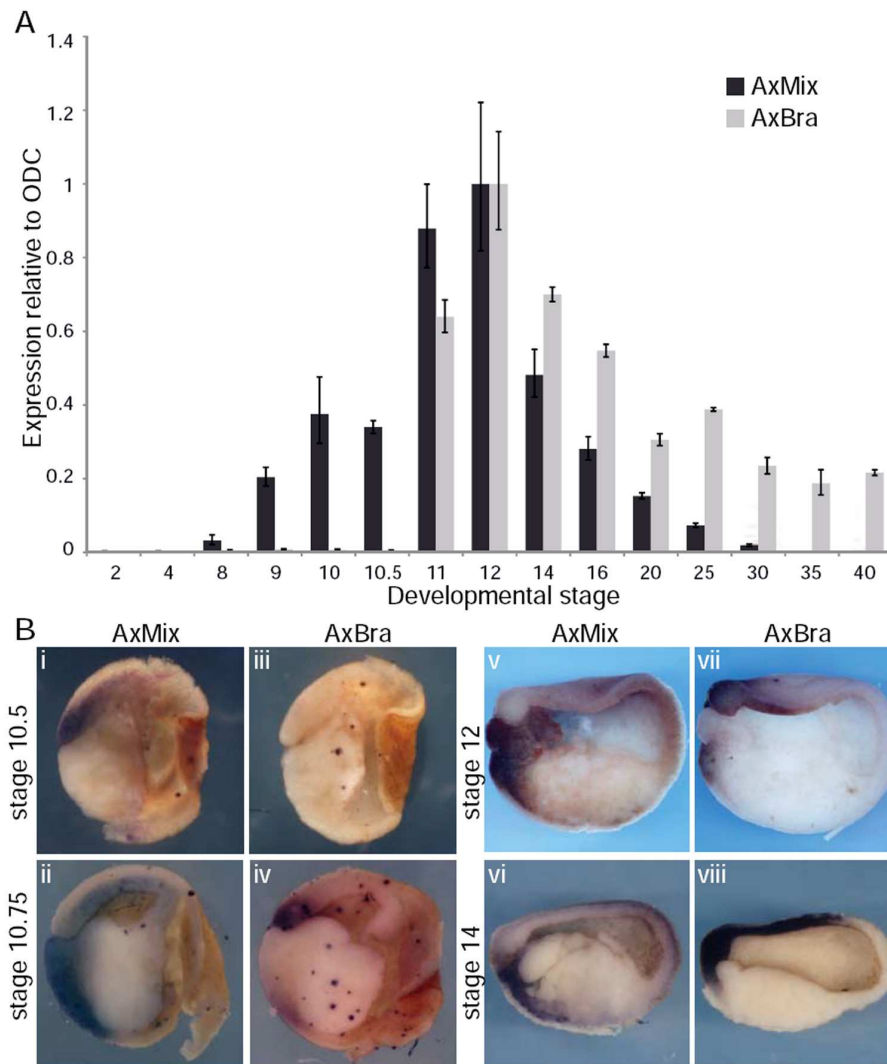 A
1.4
1.2
1
0.8
0.6
0.4
0.2
0
Expression relative to ODC
AxMix
AxBra
2 4 8 9 10 10.5 11 12 14 16 20 25 30 35 40
Developmental stage
B
AxMix AxBra AxMix AxBra
i iii v vii
stage 10.5
stage 12
ii iv vi viii
stage 10.75
stage 14